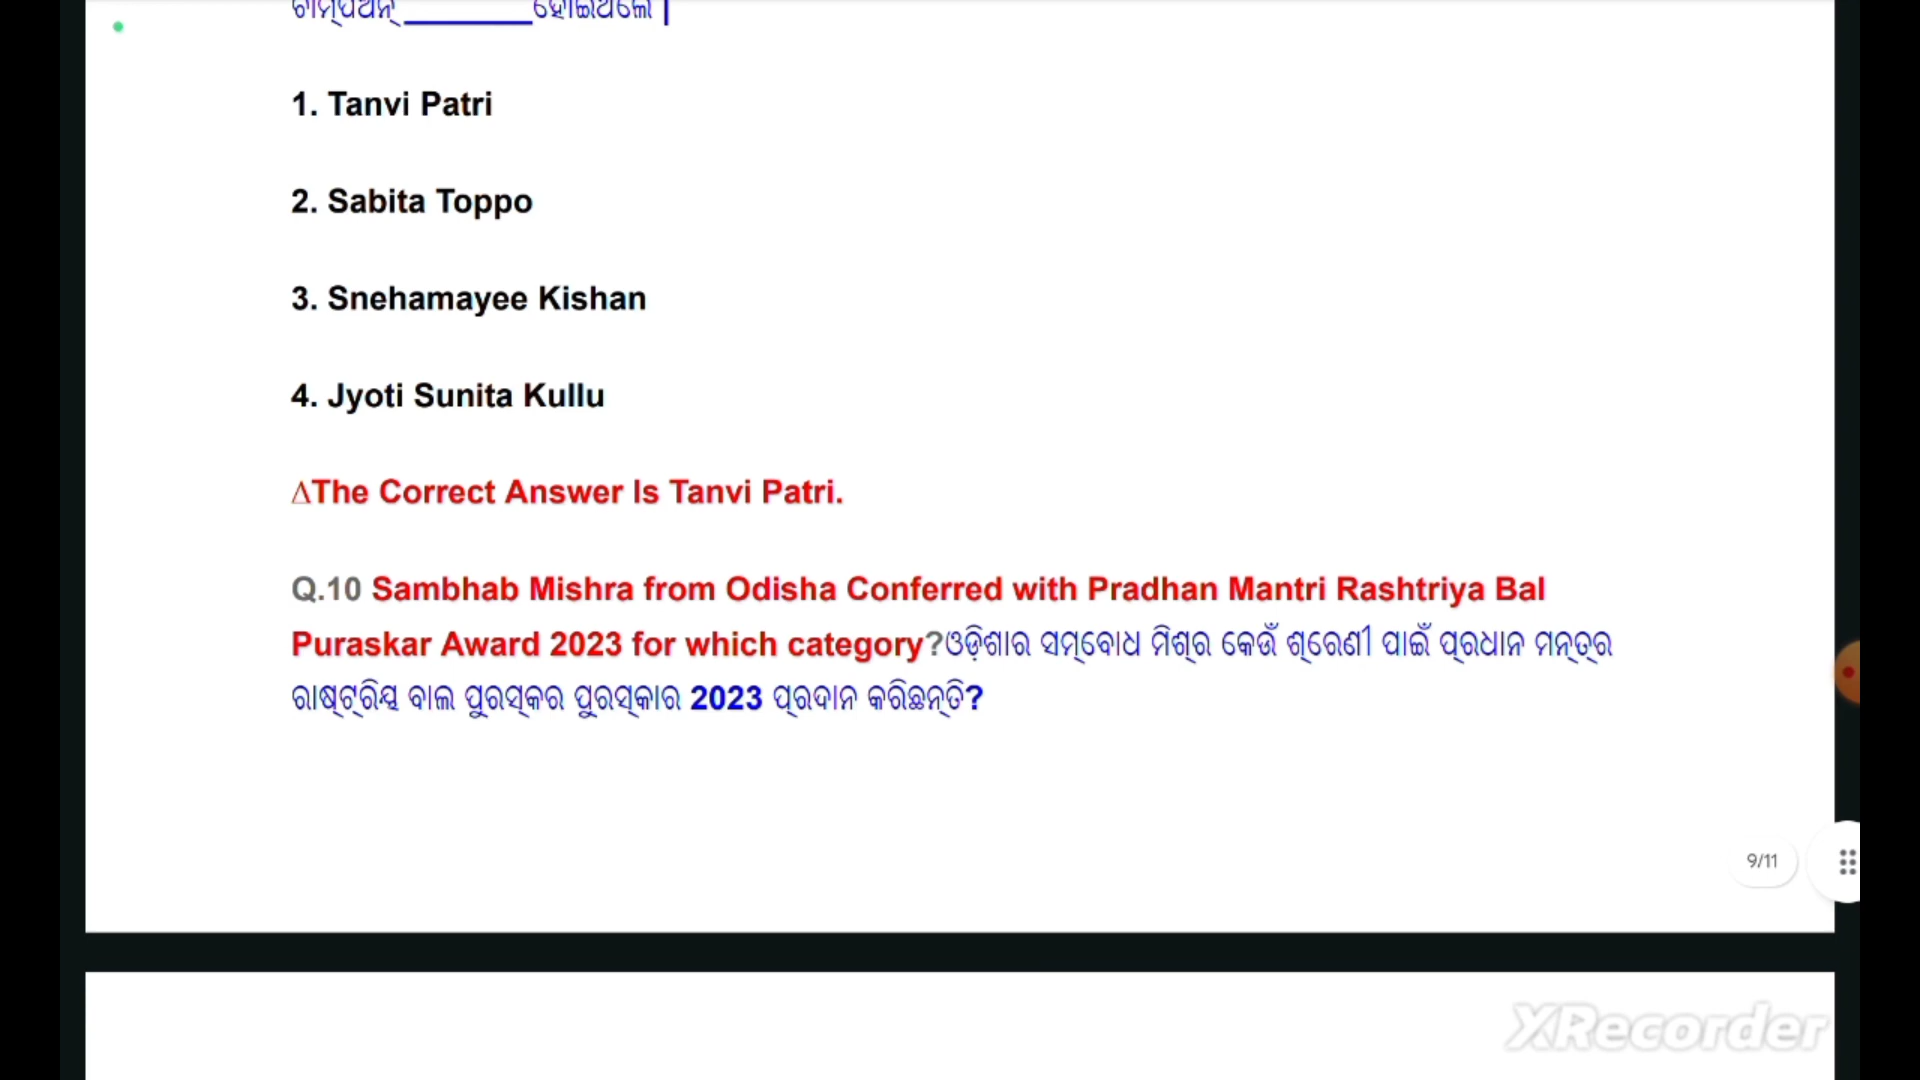 ଚାମ୍ପିଅନ୍ ________ହୋଇଥିଲେ |
1. Tanvi Patri
2. Sabita Toppo
3. Snehamayee Kishan
4. Jyoti Sunita Kullu
∆The Correct Answer Is Tanvi Patri.
Q.10 Sambhab Mishra from Odisha Conferred with Pradhan Mantri Rashtriya Bal
Puraskar Award 2023 for which category?ଓଡ଼ିଶାର ସମ୍ବୋଧ ମିଶ୍ର କେଉଁ ଶ୍ରେଣୀ ପାଇଁ ପ୍ରଧାନ ମନ୍ତ୍ର
ରାଷ୍ଟ୍ରିୟ ବାଲ ପୁରସ୍କର ପୁରସ୍କାର 2023 ପ୍ରଦାନ କରିଛନ୍ତି?
9/11
XRecorder